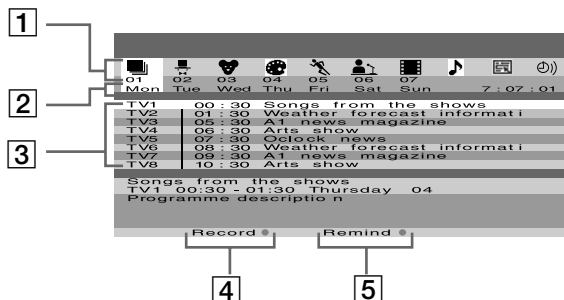 1
01 02 03 04 05 06 07
2
Mon Tue Wed Thu Fri Sat Sun 7 : 07 : 01
TV1 00 : 30 Songs from the shows
TV2 01 : 30 Weather forecast informati
TV3 05 : 30 A1 news magazine
TV4 06 : 30 Arts show
3
TV5 07 : 30 Oclock news
TV6 08 : 30 Weather forecast informati
TV7 09 : 30 A1 news magazine
TV8 10 : 30 Arts show
Songs from the shows
TV1 00:30 - 01:30 Thursday 04
Programme descriptio n
Record Remind
4 5